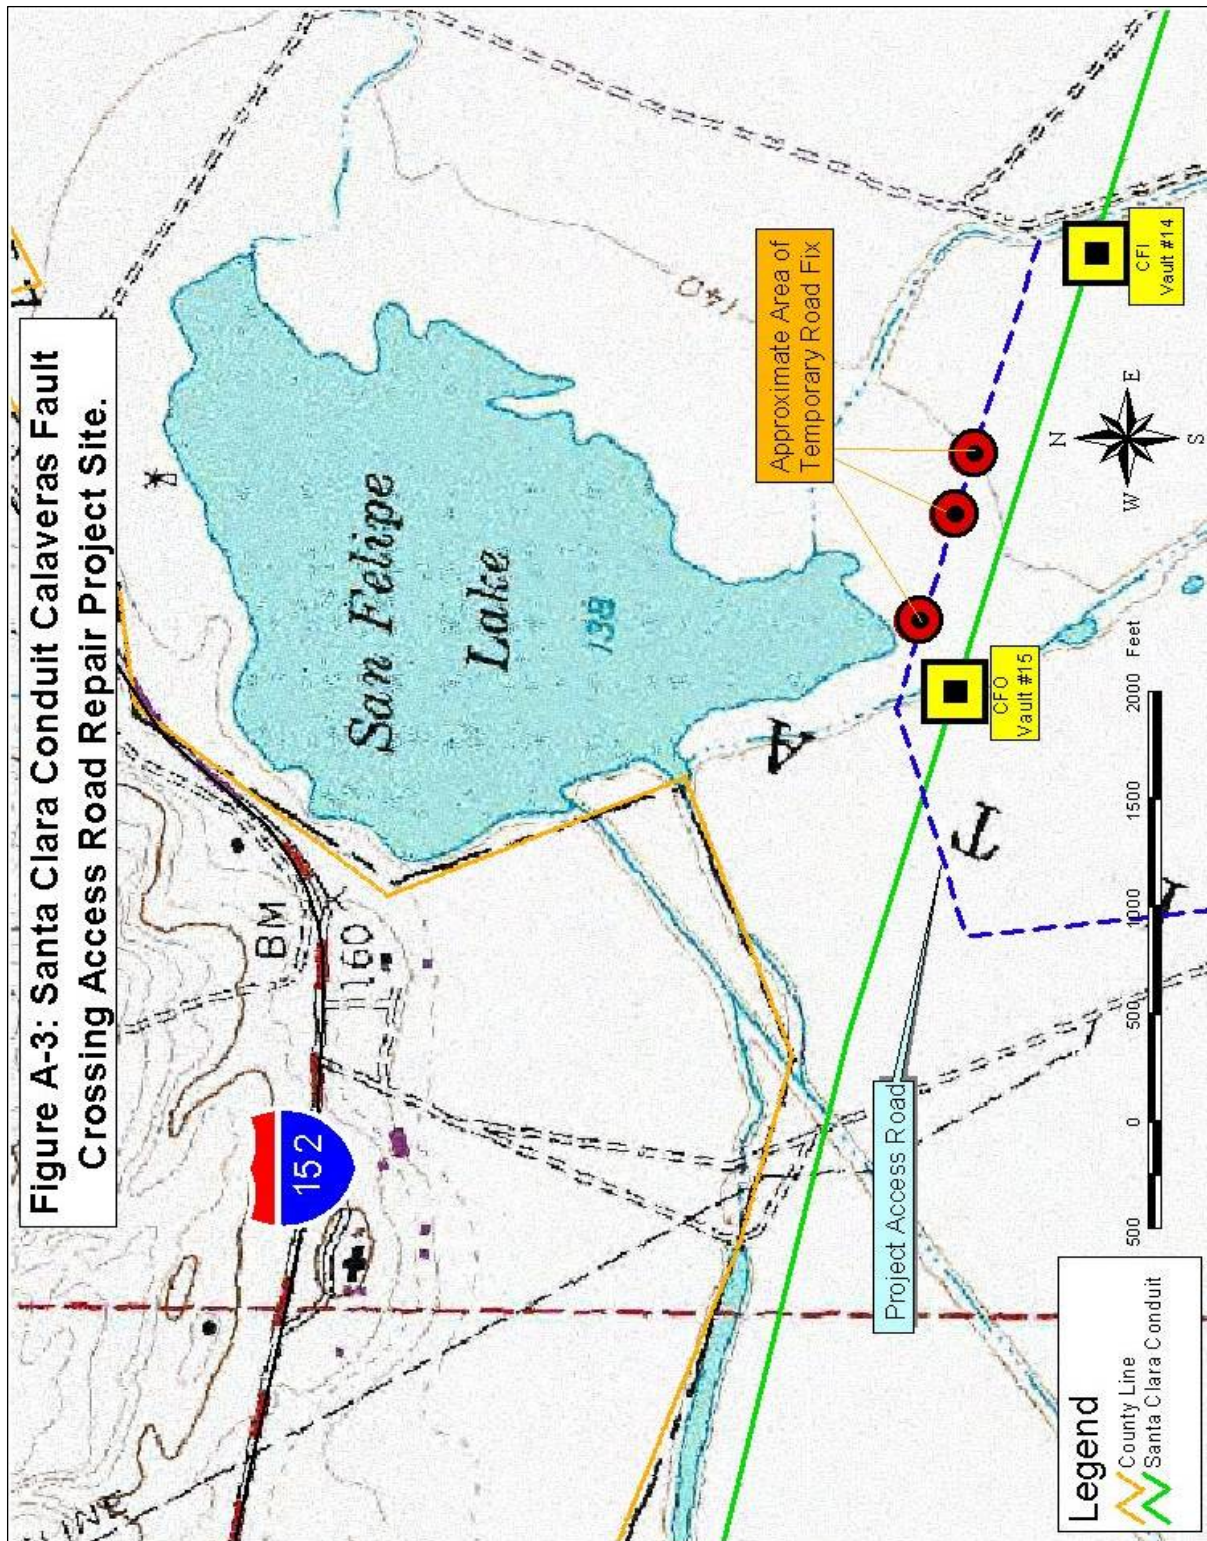 Figure A-3: Santa Clara Conduit Calaveras Fault
Crossing Access Road Repair Project Site.
BM
160
152
San Felipe
Lake
138
140
LINE
Approximate Area of
Temporary Road Fix
Project Access Road
A
T
CFO
Vault #15
CFI
Vault #14
N
W
E
S
500
0
500
1000
1500
2000
Feet
Legend
County Line
Santa Clara Conduit